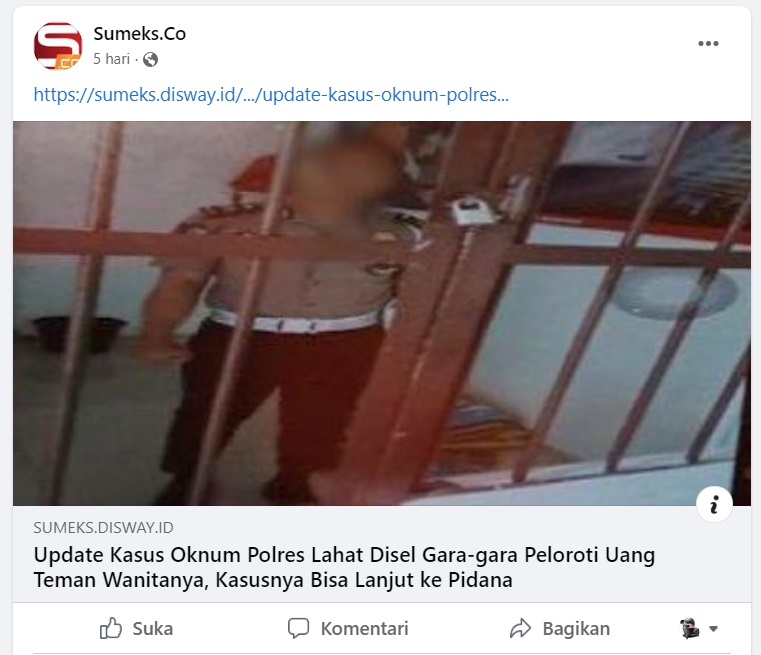 Sumeks.Co
5 hari ·
https://sumeks.disway.id/.../update-kasus-oknum-polres...
SUMEKS.DISWAY.ID
Update Kasus Oknum Polres Lahat Disel Gara-gara Peloroti Uang
Teman Wanitanya, Kasusnya Bisa Lanjut ke Pidana
Suka
Komentari
Bagikan